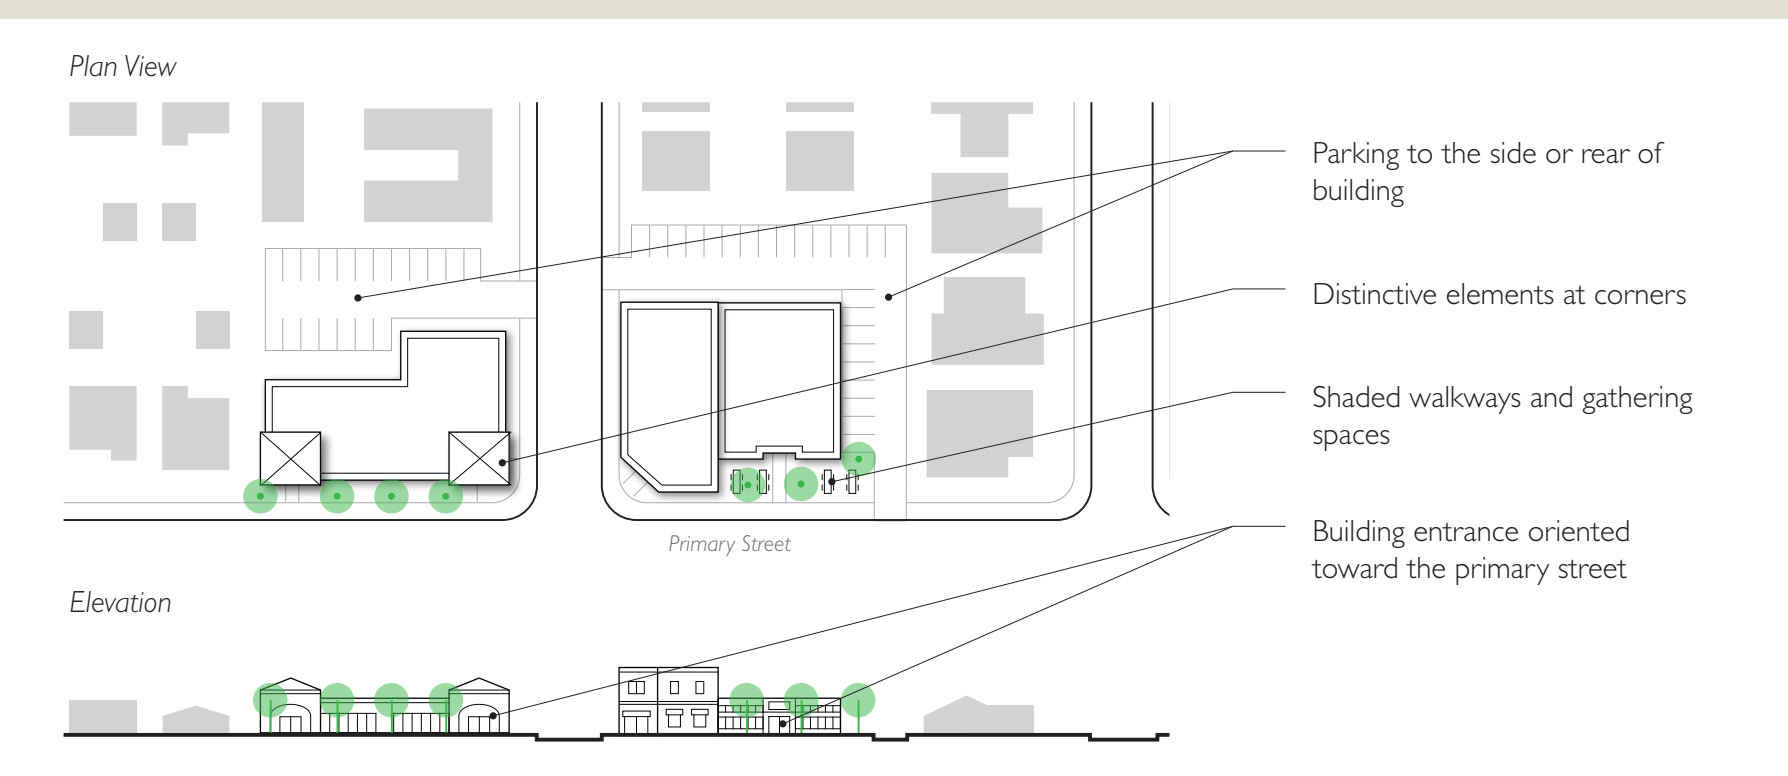 Plan View
Parking to the side or rear of
building
Distinctive elements at corners
Shaded walkways and gathering
spaces
Primary Street
Building entrance oriented
toward the primary street
Elevation